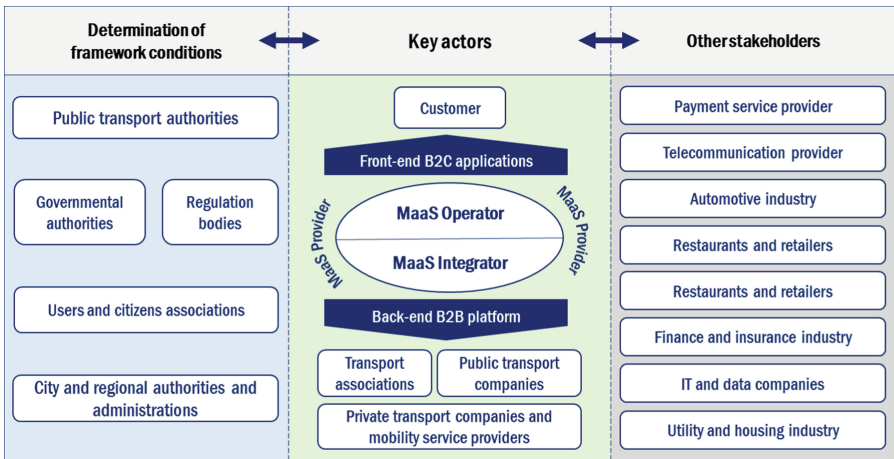 Determination of
framework conditions
Key actors
Other stakeholders
Public transport authorities
Governmental
authorities
Regulation
bodies
Users and citizens associations
City and regional authorities and
administrations
Customer
Front-end B2C applications
MaaS Provider
MaaS Operator
MaaS Integrator
MaaS Provider
Back-end B2B platform
Transport
associations
Public transport
companies
Private transport companies and
mobility service providers
Payment service provider
Telecommunication provider
Automotive industry
Restaurants and retailers
Restaurants and retailers
Finance and insurance industry
IT and data companies
Utility and housing industry